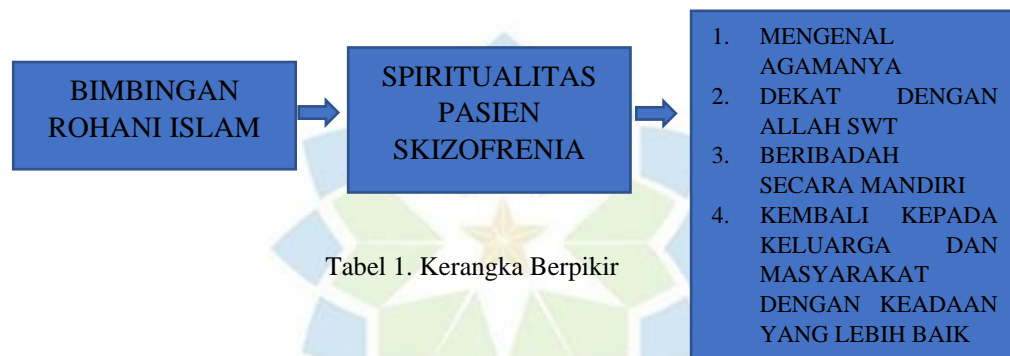 BIMBINGAN
ROHANI ISLAM
SPIRITUALITAS
PASIEN
SKIZOFRENIA
1. MENGENAL
AGAMANYA
2. DEKAT DENGAN
ALLAH SWT
3. BERIBADAH
SECARA MANDIRI
4. KEMBALI KEPADA
KELUARGA DAN
MASYARAKAT
DENGAN KEADAAN
YANG LEBIH BAIK
Tabel 1. Kerangka Berpikir